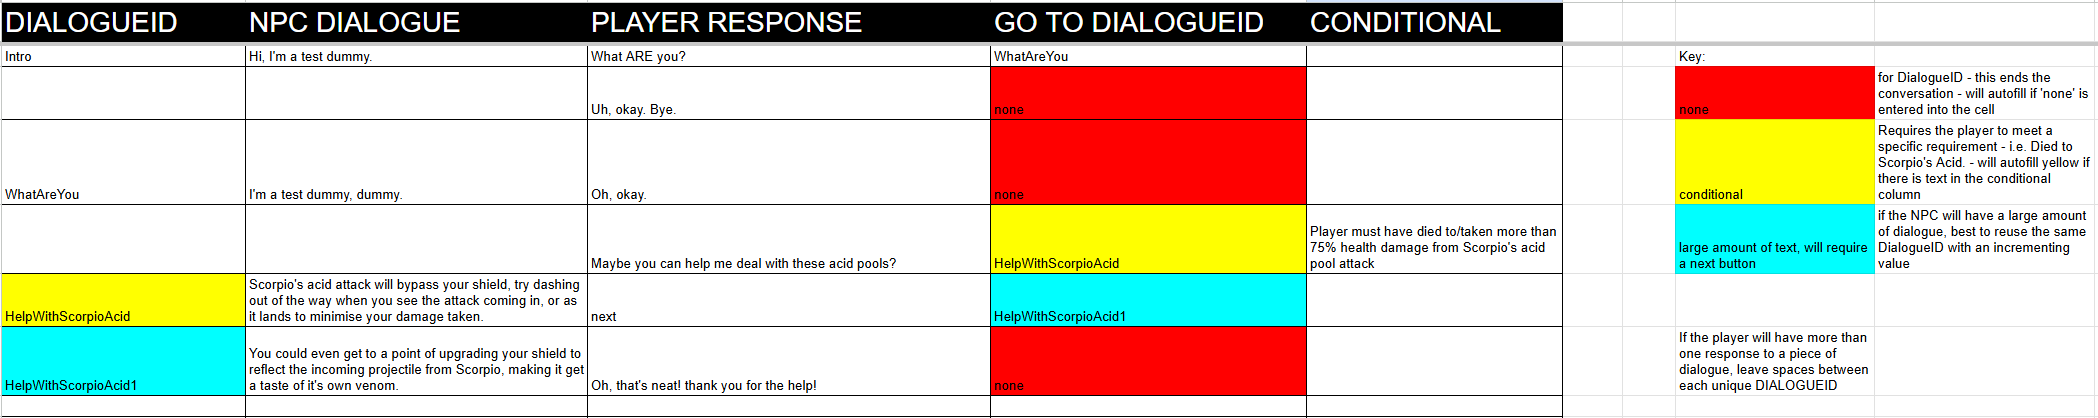 DIALOGUEID NPC DIALOGUE PLAYER RESPONSE GO TO DIALOGUEID CONDITIONAL
Intro Hi, I'm a test dummy. What ARE you? WhatAreYou
Uh, okay. Bye. none
WhatAreYou I'm a test dummy, dummy. Oh, okay. none
Maybe you can help me deal with these acid pools? HelpWithScorpioAcid
Player must have died to/taken more than
75% health damage from Scorpio's acid
pool attack
HelpWithScorpioAcid
Scorpio's acid attack will bypass your shield, try dashing
out of the way when you see the attack coming in, or as
it lands to minimise your damage taken.
next
HelpWithScorpioAcid1
HelpWithScorpioAcid1
You could even get to a point of upgrading your shield to
reflect the incoming projectile from Scorpio, making it get
a taste of it's own venom.
Oh, that's neat! thank you for the help!
none
Key:
none
for DialogueID - this ends the
conversation - will autofill if 'none' is
entered into the cell
conditional
Requires the player to meet a
specific requirement - i.e. Died to
Scorpio's Acid. - will autofill yellow if
there is text in the conditional
column
large amount of text, will require
a next button
if the NPC will have a large amount
of dialogue, best to reuse the same
DialogueID with an incrementing
value
If the player will have more than
one response to a piece of
dialogue, leave spaces between
each unique DIALOGUEID